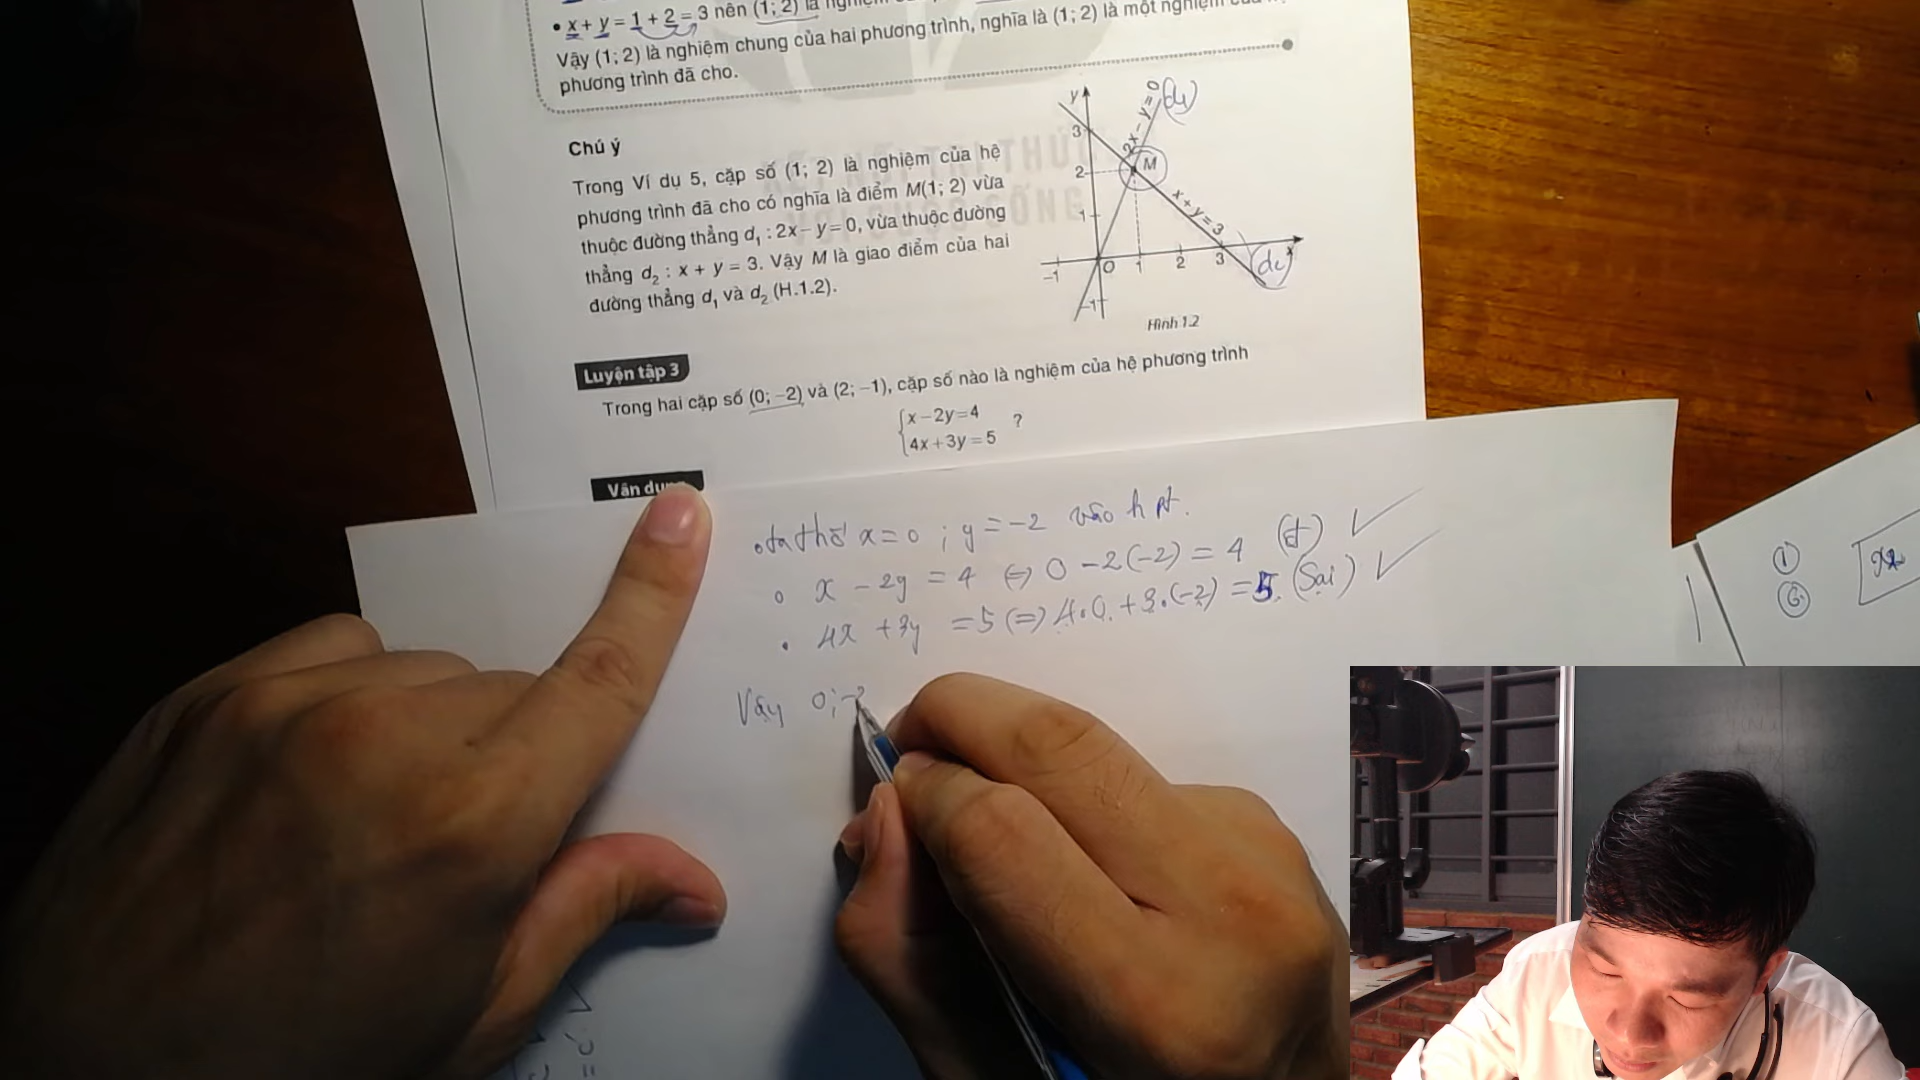 • x + y = 1 + 2 = 3 nên (1; 2) là
Vậy (1; 2) là nghiệm chung của hai phương trình, nghĩa là (1; 2) là một nghiệm của
phương trình đã cho.
Chú ý
Trong Ví dụ 5, cặp số (1; 2) là nghiệm của hệ
phương trình đã cho có nghĩa là điểm M(1; 2) vừa
thuộc đường thẳng d₁ : 2x – y = 0, vừa thuộc đường
thẳng d₂ : x + y = 3. Vậy M là giao điểm của hai
đường thẳng d₁ và d₂ (H.1.2).
y
2x – y = 0
(d₁)
3
M
2
x + y = 3
1
–1
O
1
2
3
x
(d₂)
–1
Hình 1.2
Luyện tập 3
Trong hai cặp số (0; –2) và (2; –1), cặp số nào là nghiệm của hệ phương trình
x – 2y = 4
4x + 3y = 5 ?
Vận dụng
x = 0 ; y = -2 vào h pt.
x - 2y = 4 ⇔ 0 - 2(-2) = 4 (đ) ✓
• 4x + 3y = 5 ⇔ 4.0 + 3.(-2) = 5. (Sai) ✓
Vậy 0;-2
①
②